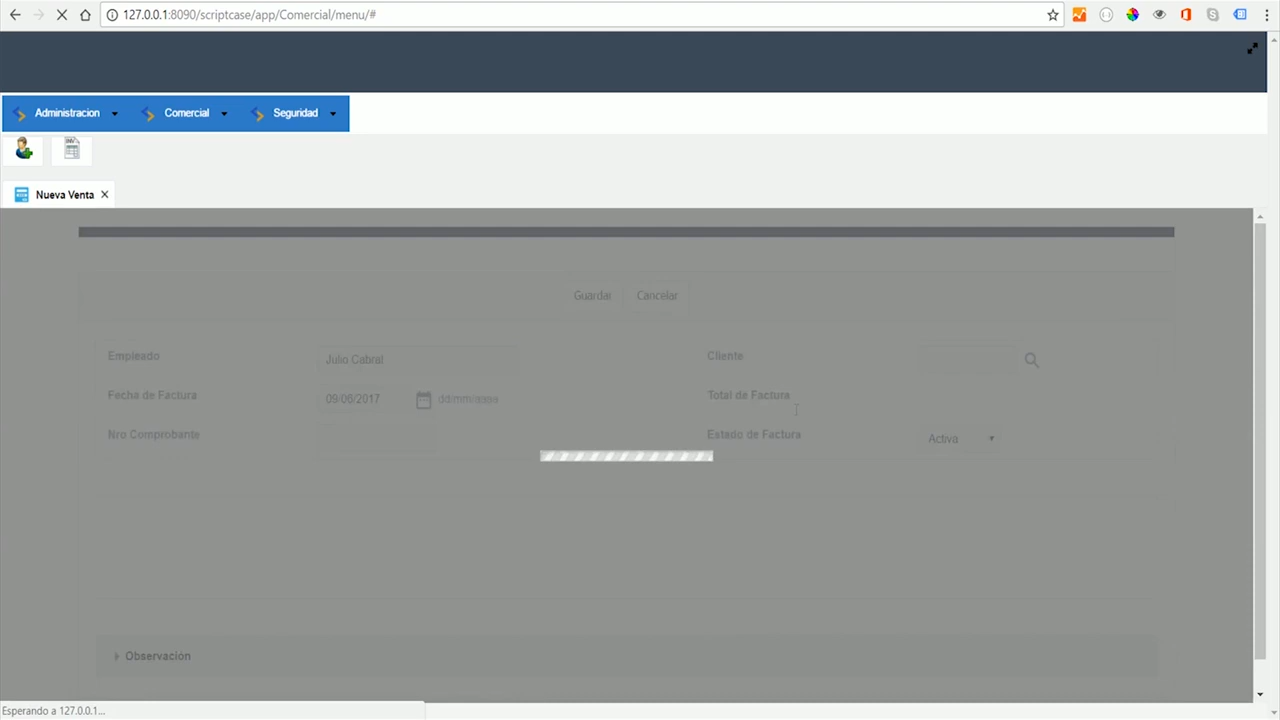 127.0.0.1:8090/scriptcase/app/Comercial/menu/#
Administracion Comercial Seguridad
INV
Nueva Venta
Guardar Cancelar
Empleado Julio Cabral Cliente
Fecha de Factura 09/06/2017 dd/mm/aaaa Total de Factura
Nro Comprobante Estado de Factura Activa
Observación
Esperando a 127.0.0.1...